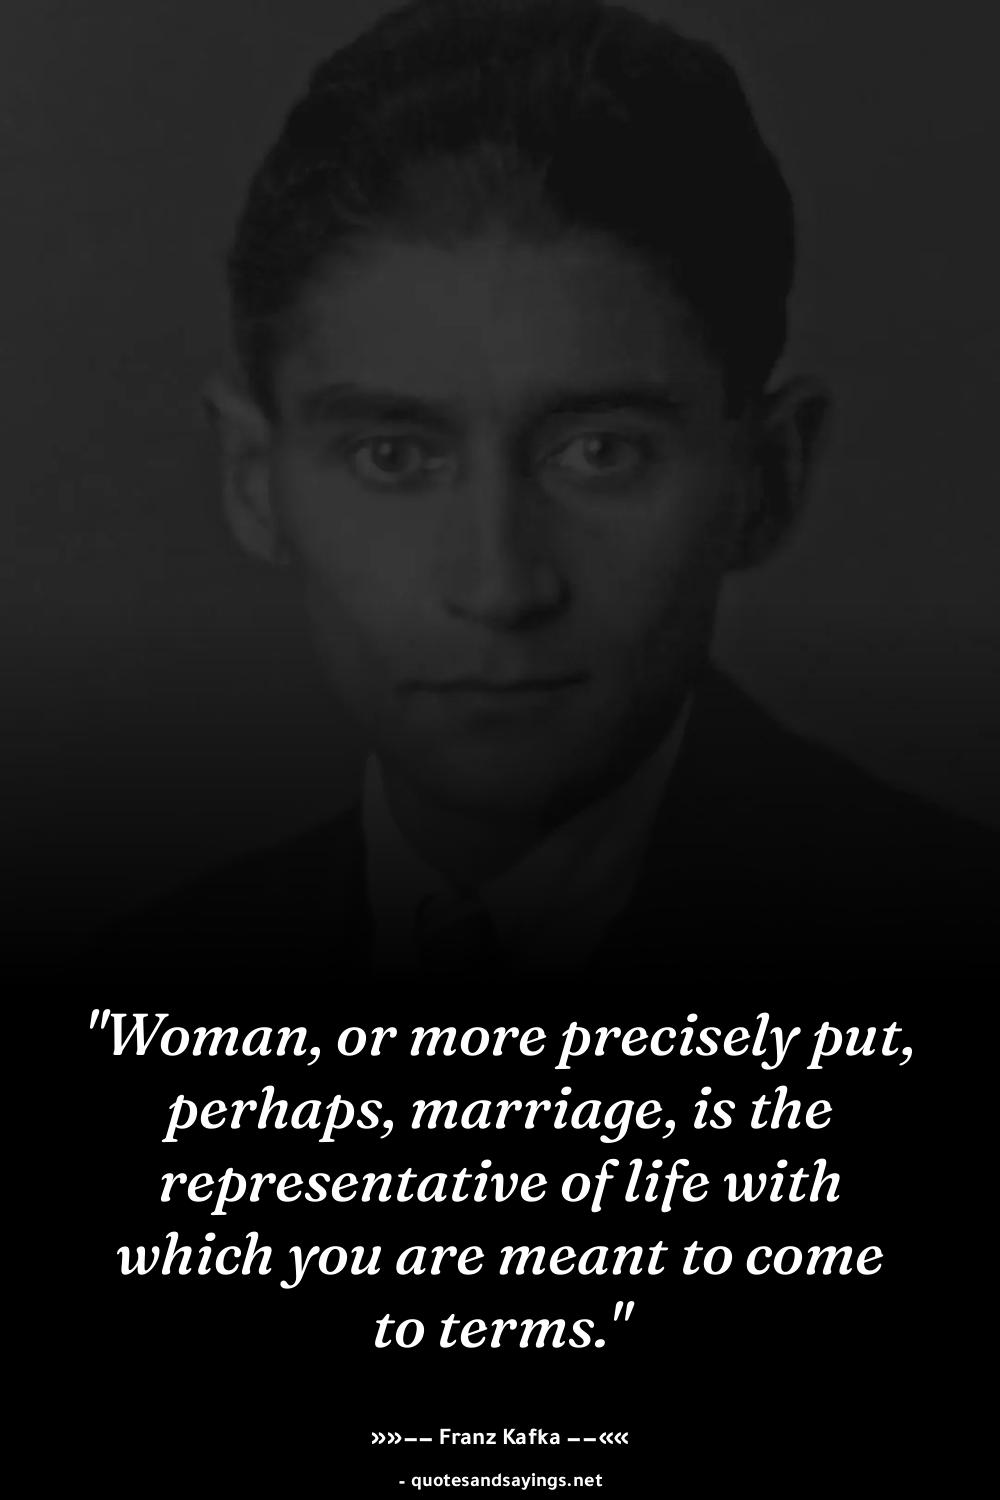 "Woman, or more precisely put,
perhaps, marriage, is the
representative of life with
which you are meant to come
to terms."
»»―― Franz Kafka ――««
- quotesandsayings.net